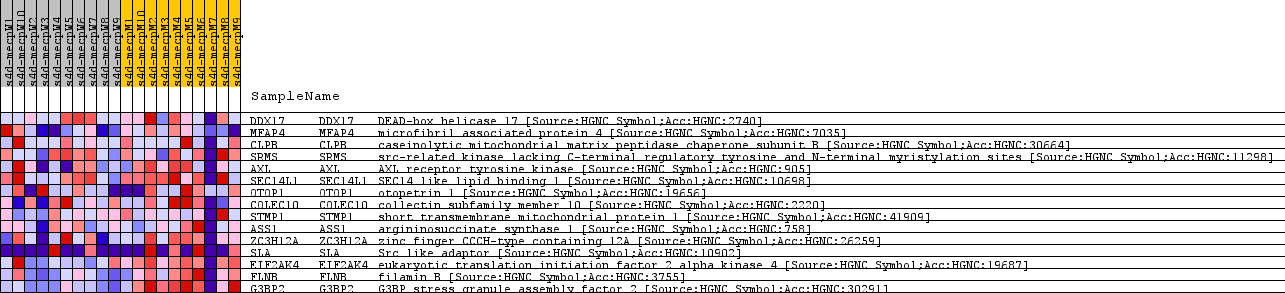 s4d-mecpW1
s4d-mecpW10
s4d-mecpW2
s4d-mecpW3
s4d-mecpW4
s4d-mecpW5
s4d-mecpW6
s4d-mecpW7
s4d-mecpW8
s4d-mecpW9
s4d-mecpM1
s4d-mecpM10
s4d-mecpM2
s4d-mecpM3
s4d-mecpM4
s4d-mecpM5
s4d-mecpM6
s4d-mecpM7
s4d-mecpM8
s4d-mecpM9
SampleName
DDX17 DDX17 DEAD-box helicase 17 [Source:HGNC Symbol;Acc:HGNC:2740]
MFAP4 MFAP4 microfibril associated protein 4 [Source:HGNC Symbol;Acc:HGNC:7035]
CLPB CLPB caseinolytic mitochondrial matrix peptidase chaperone subunit B [Source:HGNC Symbol;Acc:HGNC:30664]
SRMS SRMS src-related kinase lacking C-terminal regulatory tyrosine and N-terminal myristylation sites [Source:HGNC Symbol;Acc:HGNC:11298]
AXL AXL AXL receptor tyrosine kinase [Source:HGNC Symbol;Acc:HGNC:905]
SEC14L1 SEC14L1 SEC14 like lipid binding 1 [Source:HGNC Symbol;Acc:HGNC:10698]
OTOP1 OTOP1 otopetrin 1 [Source:HGNC Symbol;Acc:HGNC:19656]
COLEC10 COLEC10 collectin subfamily member 10 [Source:HGNC Symbol;Acc:HGNC:2220]
STMP1 STMP1 short transmembrane mitochondrial protein 1 [Source:HGNC Symbol;Acc:HGNC:41909]
ASS1 ASS1 argininosuccinate synthase 1 [Source:HGNC Symbol;Acc:HGNC:758]
ZC3H12A ZC3H12A zinc finger CCCH-type containing 12A [Source:HGNC Symbol;Acc:HGNC:26259]
SLA SLA Src like adaptor [Source:HGNC Symbol;Acc:HGNC:10902]
EIF2AK4 EIF2AK4 eukaryotic translation initiation factor 2 alpha kinase 4 [Source:HGNC Symbol;Acc:HGNC:19687]
FLNB FLNB filamin B [Source:HGNC Symbol;Acc:HGNC:3755]
G3BP2 G3BP2 G3BP stress granule assembly factor 2 [Source:HGNC Symbol;Acc:HGNC:30291]